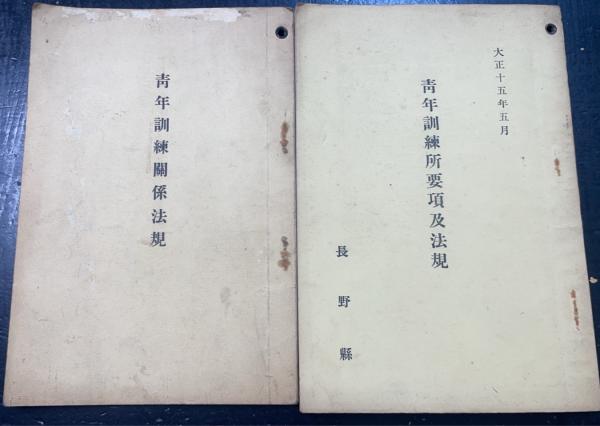 大正十五年五月
青年訓練所要項及法規
長野縣
青年訓練關係法規